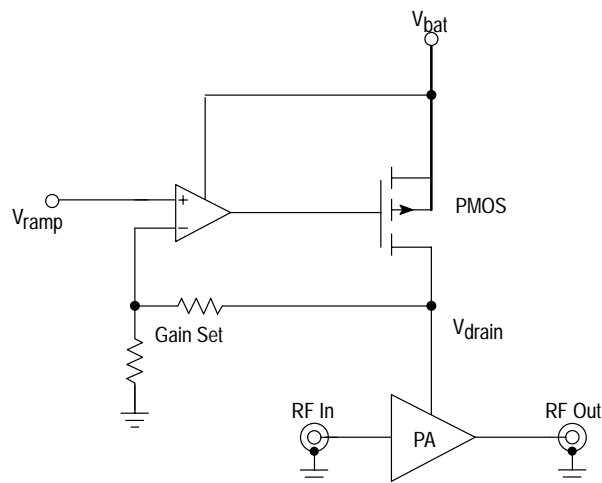 Vbat
PMOS
Vramp
+
−
Gain Set
Vdrain
RF In
PA
RF Out